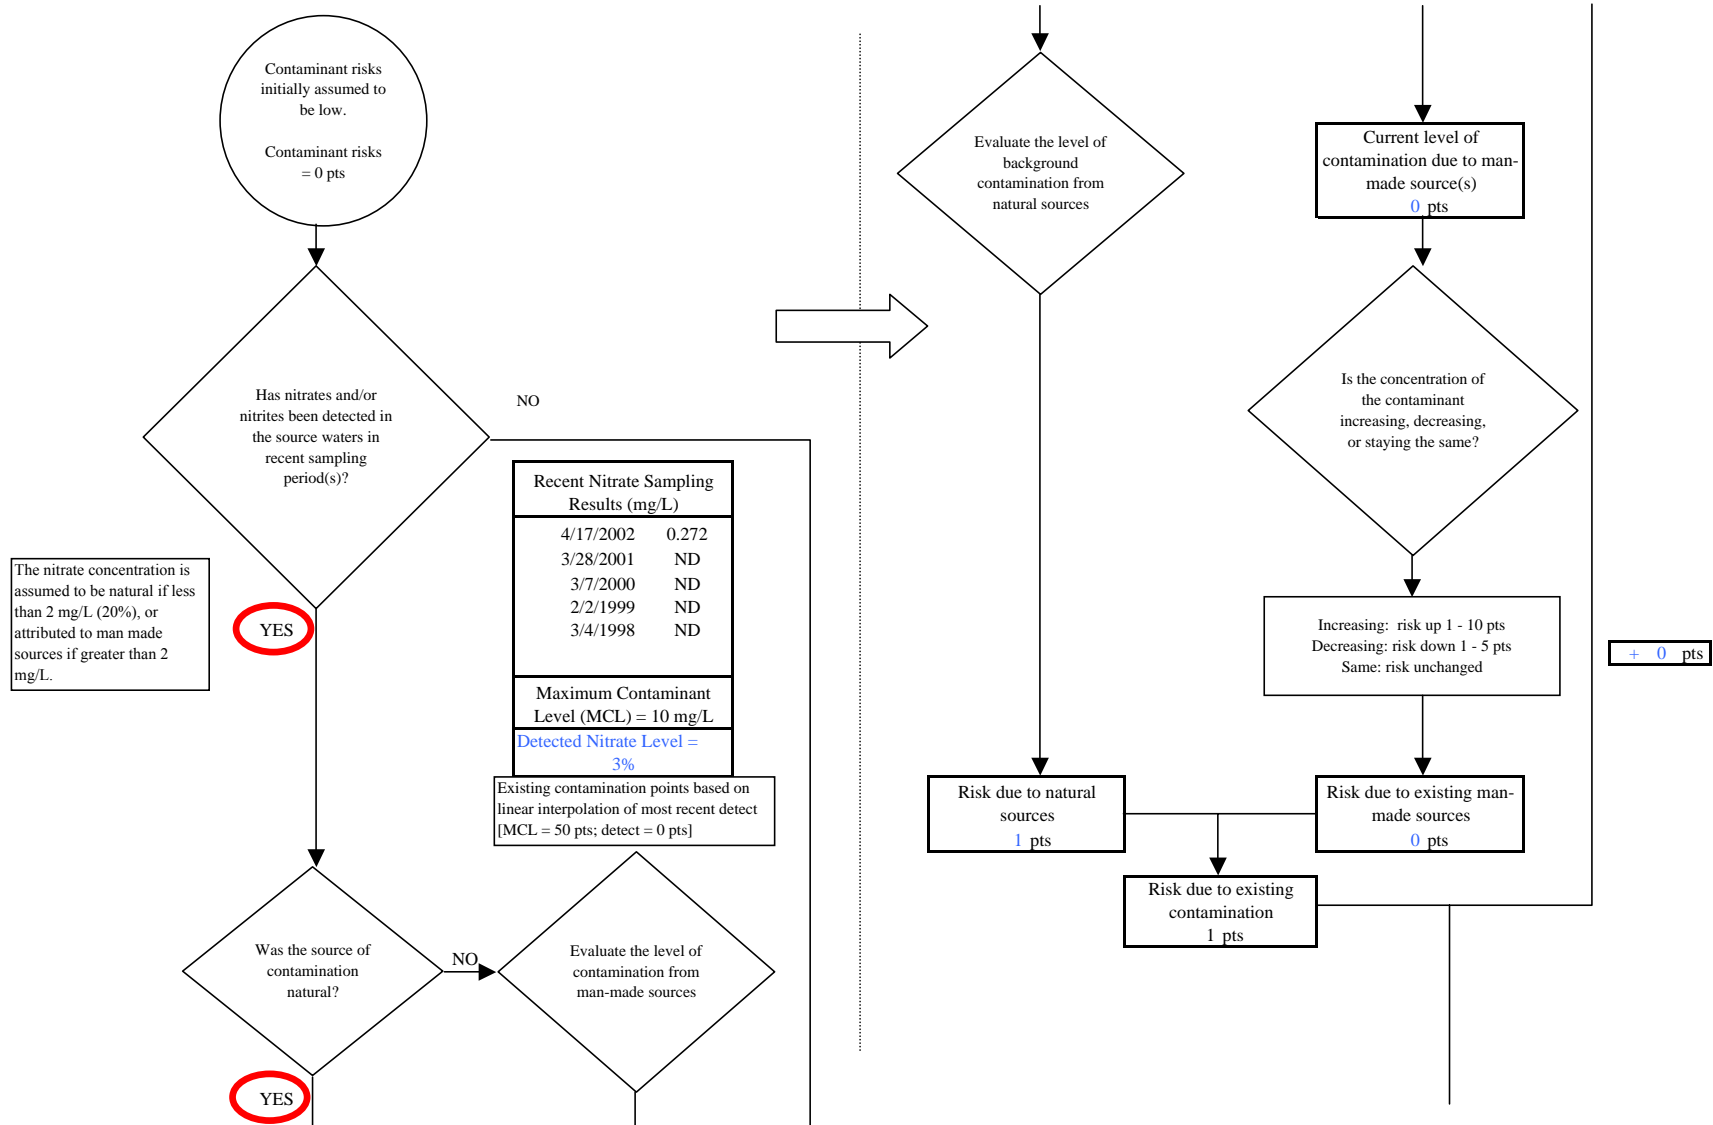 Contaminant risks
initially assumed to
be low.
Contaminant risks
= 0 pts
Has nitrates and/or
nitrites been detected in
the source waters in
recent sampling
period(s)?
NO
Recent Nitrate Sampling
Results (mg/L)
4/17/2002 0.272
3/28/2001 ND
3/7/2000 ND
2/2/1999 ND
3/4/1998 ND
Maximum Contaminant
Level (MCL) = 10 mg/L
Detected Nitrate Level =
3%
Existing contamination points based on
linear interpolation of most recent detect
[MCL = 50 pts; detect = 0 pts]
The nitrate concentration is
assumed to be natural if less
than 2 mg/L (20%), or
attributed to man made
sources if greater than 2
mg/L.
YES
Was the source of
contamination
natural?
NO
Evaluate the level of
contamination from
man-made sources
YES
Evaluate the level of
background
contamination from
natural sources
Current level of
contamination due to man-
made source(s)
0 pts
Is the concentration of
the contaminant
increasing, decreasing,
or staying the same?
Increasing: risk up 1 - 10 pts
Decreasing: risk down 1 - 5 pts
Same: risk unchanged
+ 0 pts
Risk due to natural
sources
1 pts
Risk due to existing man-
made sources
0 pts
Risk due to existing
contamination
1 pts